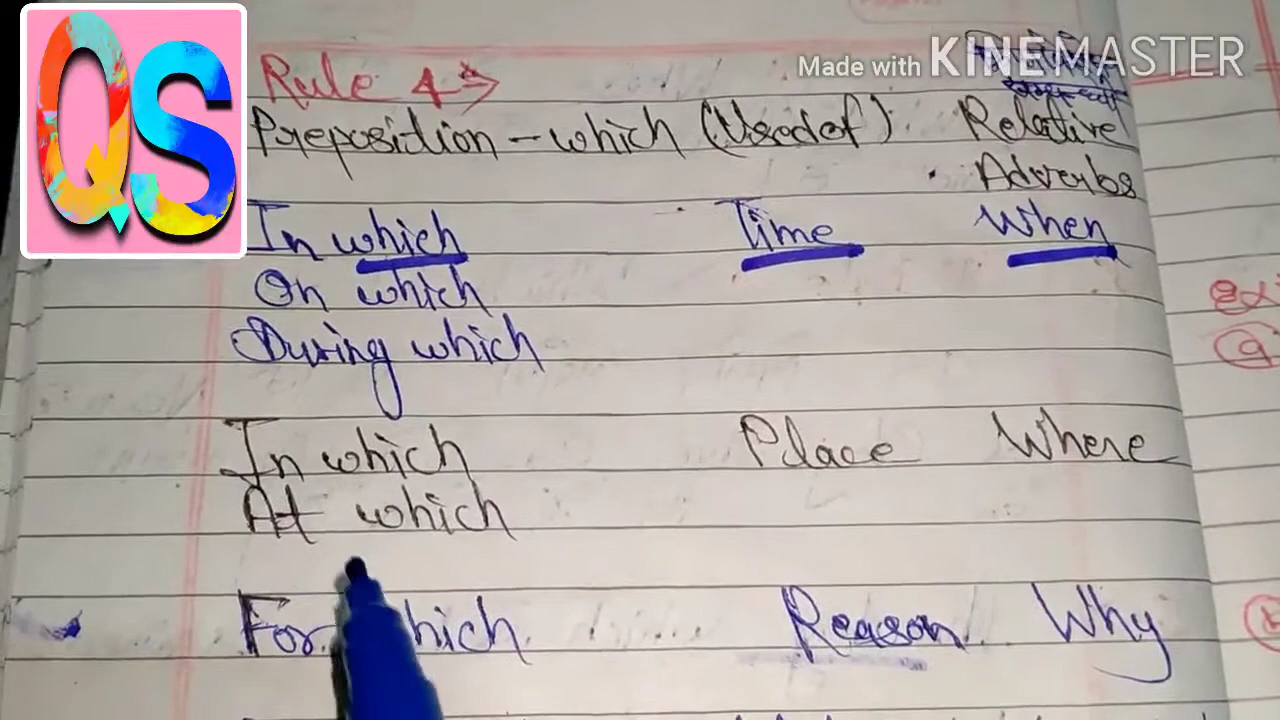 QS
Made with KINEMASTER
Rule 4
Preposition - which (Used of) Relative
Adverbs
In which Time When
On which
During which
In which Place Where
At which
For which Reason Why